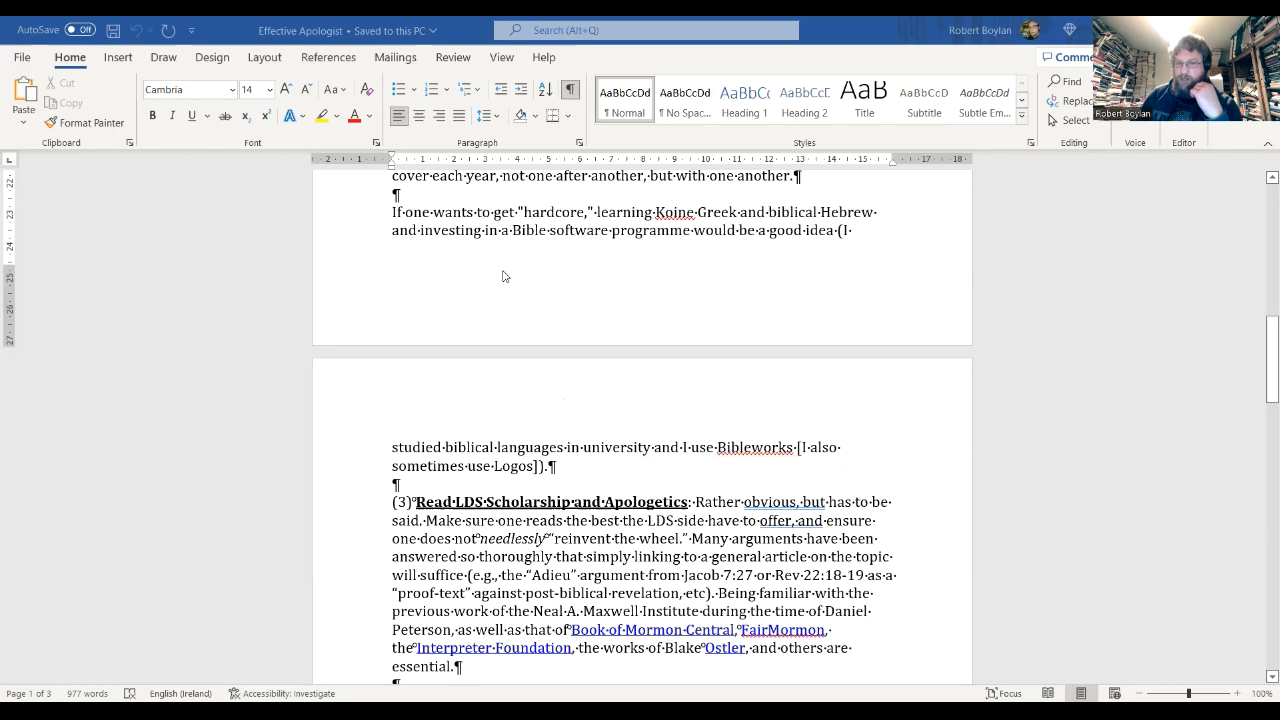 AutoSave Off
Effective Apologist • Saved to this PC
Search (Alt+Q)
Robert Boylan
File Home Insert Draw Design Layout References Mailings Review View Help
Paste
Cut
Copy
Format Painter
Clipboard
Cambria 14
Font
Paragraph
AaBbCcDd AaBbCcDd AaBbCc AaBbCcC AaB AaBbCcD AaBbCcDd
¶ Normal ¶ No Spac... Heading 1 Heading 2 Title Subtitle Subtle Em...
Styles
Find
Select
Editing
Voice
Editor
Robert Boylan
cover each year, not one after another, but with one another.¶
¶
If one wants to get "hardcore," learning Koine Greek and biblical Hebrew
and investing in a Bible software programme would be a good idea (I
studied biblical languages in university and I use Bibleworks [I also
sometimes use Logos]).¶
¶
(3) Read LDS Scholarship and Apologetics: Rather obvious, but has to be
said. Make sure one reads the best the LDS side have to offer, and ensure
one does not needlessly “reinvent the wheel.” Many arguments have been
answered so thoroughly that simply linking to a general article on the topic
will suffice (e.g., the “Adieu” argument from Jacob 7:27 or Rev 22:18-19 as a
“proof-text” against post-biblical revelation, etc). Being familiar with the
previous work of the Neal A. Maxwell Institute during the time of Daniel
Peterson, as well as that of Book of Mormon Central, FairMormon,
the Interpreter Foundation, the works of Blake Ostler, and others are
essential.¶
Page 1 of 3 977 words English (Ireland) Accessibility: Investigate Focus 100%